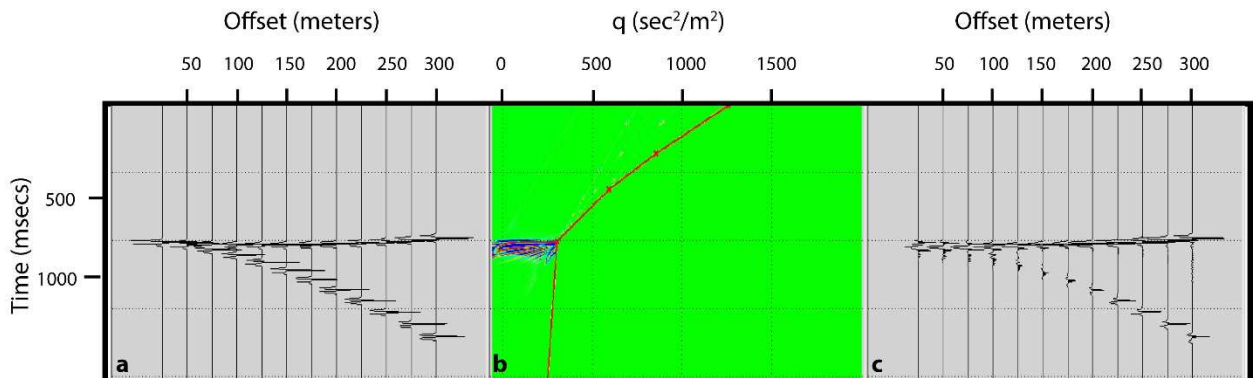 Offset (meters) q (sec²/m²) Offset (meters)
50 100 150 200 250 300 0 500 1000 1500 50 100 150 200 250 300
Time (msecs)
500
1000
a b c